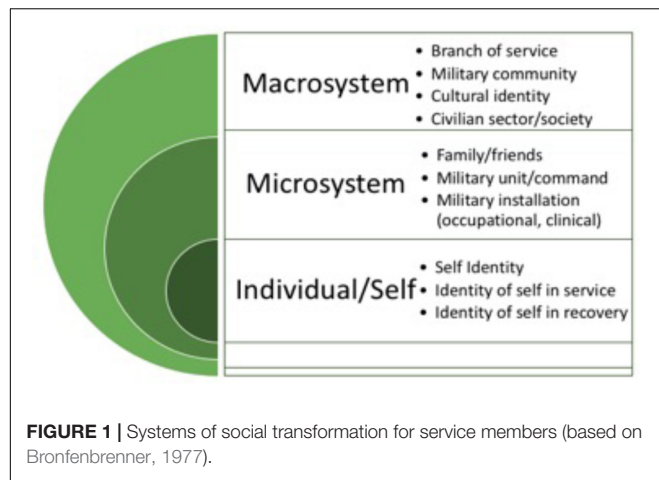 Macrosystem
• Branch of service
• Military community
• Cultural identity
• Civilian sector/society
Microsystem
• Family/friends
• Military unit/command
• Military installation
(occupational, clinical)
Individual/Self
• Self Identity
• Identity of self in service
• Identity of self in recovery
FIGURE 1 | Systems of social transformation for service members (based on
Bronfenbrenner, 1977).